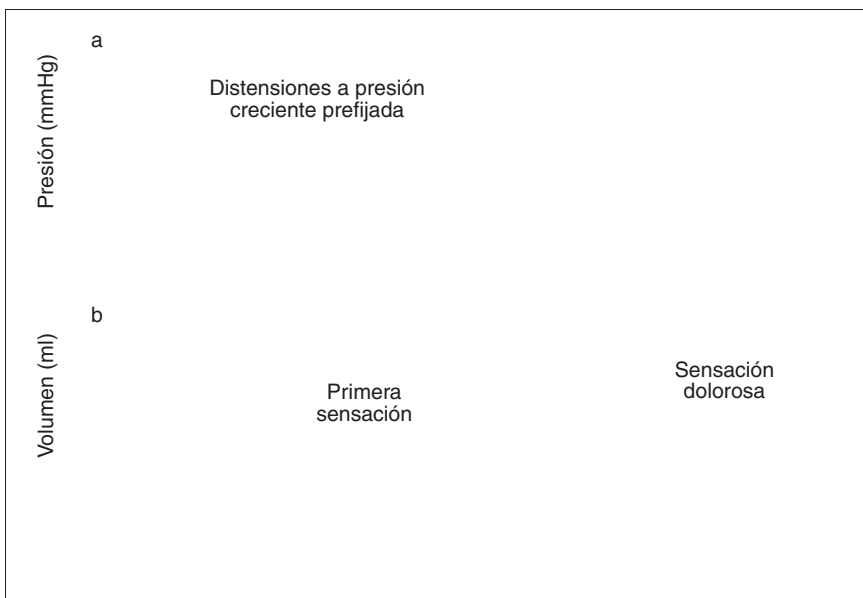 a
Presión (mmHg)
Distensiones a presión
creciente prefijada
b
Volumen (ml)
Primera
sensación
Sensación
dolorosa